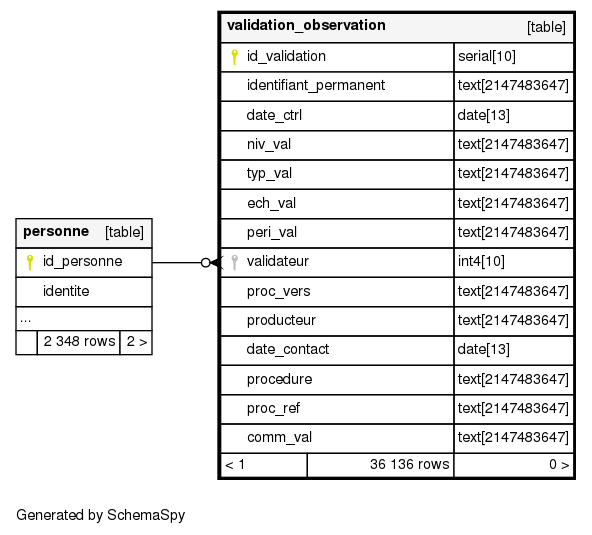 validation_observation [table]
id_validation serial[10]
identifiant_permanent text[2147483647]
date_ctrl date[13]
niv_val text[2147483647]
typ_val text[2147483647]
ech_val text[2147483647]
peri_val text[2147483647]
validateur int4[10]
proc_vers text[2147483647]
producteur text[2147483647]
date_contact date[13]
procedure text[2147483647]
proc_ref text[2147483647]
comm_val text[2147483647]
< 1 36 136 rows 0 >
personne [table]
id_personne
identite
...
2 348 rows 2 >
Generated by SchemaSpy